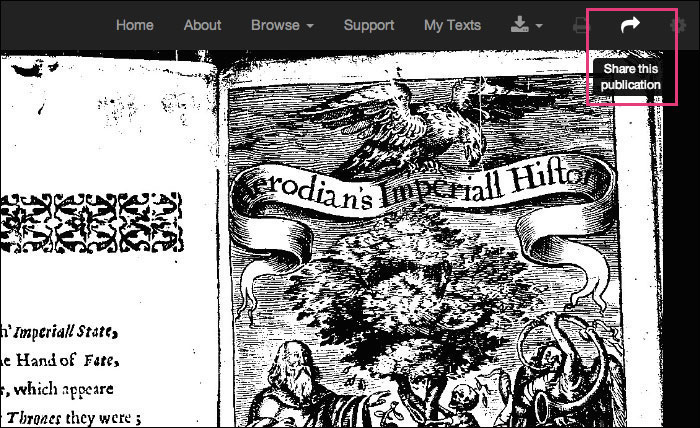 Home About Browse Support My Texts
Share this
publication
erodian's Imperiall Histor
h' Imperiall State,
e Hand of Fate,
r, which appeare
Thrones they were ;